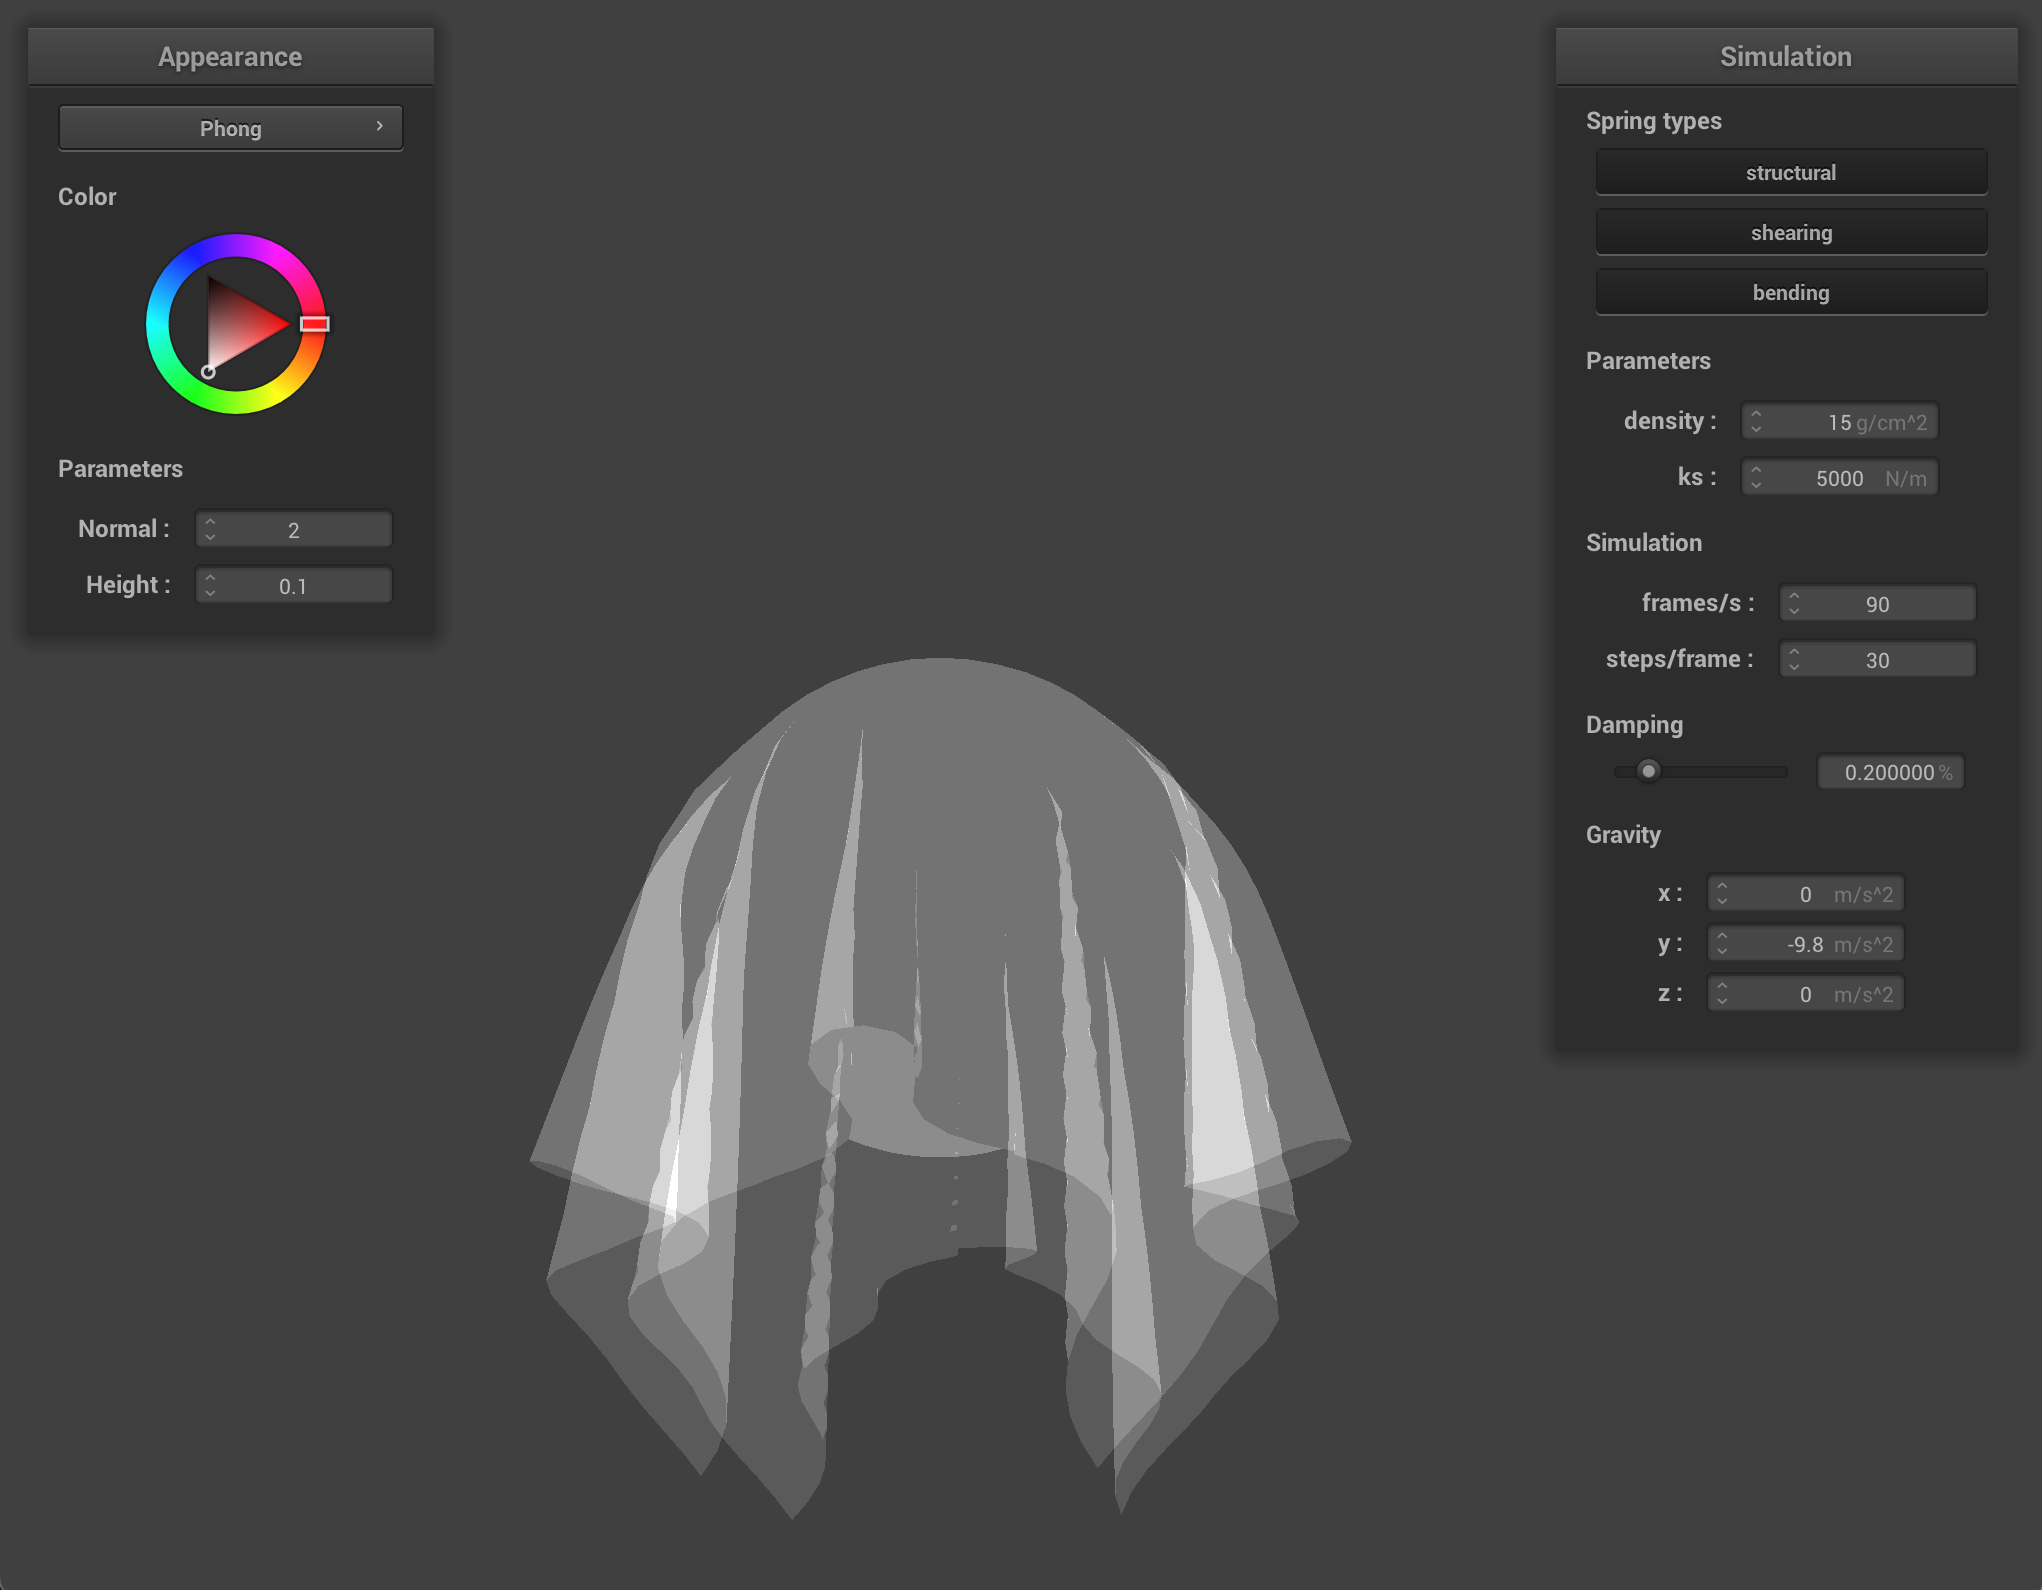 Appearance
Phong
Color
Parameters
Normal : 2
Height : 0.1
Simulation
Spring types
structural
shearing
bending
Parameters
density : 15 g/cm^2
ks : 5000 N/m
Simulation
frames/s : 90
steps/frame : 30
Damping
0.200000 %
Gravity
x : 0 m/s^2
y : -9.8 m/s^2
z : 0 m/s^2